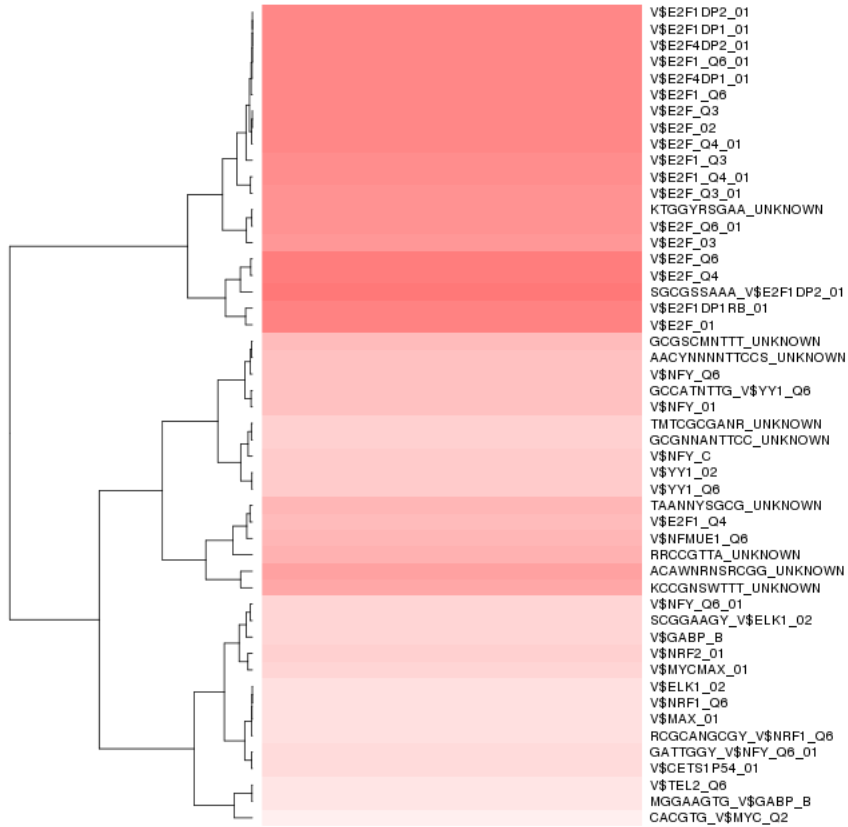 V$E2F1DP2_01
V$E2F1DP1_01
V$E2F4DP2_01
V$E2F1_Q6_01
V$E2F4DP1_01
V$E2F1_Q6
V$E2F_Q3
V$E2F_02
V$E2F_Q4_01
V$E2F1_Q3
V$E2F1_Q4_01
V$E2F_Q3_01
KTGGYRSGAA_UNKNOWN
V$E2F_Q6_01
V$E2F_03
V$E2F_Q6
V$E2F_Q4
SGCGSSAAA_V$E2F1DP2_01
V$E2F1DP1RB_01
V$E2F_01
GCGSCMNTTT_UNKNOWN
AACYNNNNTTCCS_UNKNOWN
V$NFY_Q6
GCCATNTTG_V$YY1_Q6
V$NFY_01
TMTCGCGANR_UNKNOWN
GCGNNANTTCC_UNKNOWN
V$NFY_C
V$YY1_02
V$YY1_Q6
TAANNYSGCG_UNKNOWN
V$E2F1_Q4
V$NFMUE1_Q6
RRCCGTTA_UNKNOWN
ACAWNRNSRCGG_UNKNOWN
KCCGNSWTTT_UNKNOWN
V$NFY_Q6_01
SCGGAAGY_V$ELK1_02
V$GABP_B
V$NRF2_01
V$MYCMAX_01
V$ELK1_02
V$NRF1_Q6
V$MAX_01
RCGCANGCGY_V$NRF1_Q6
GATTGGY_V$NFY_Q6_01
V$CETS1P54_01
V$TEL2_Q6
MGGAAGTG_V$GABP_B
CACGTG_V$MYC_Q2